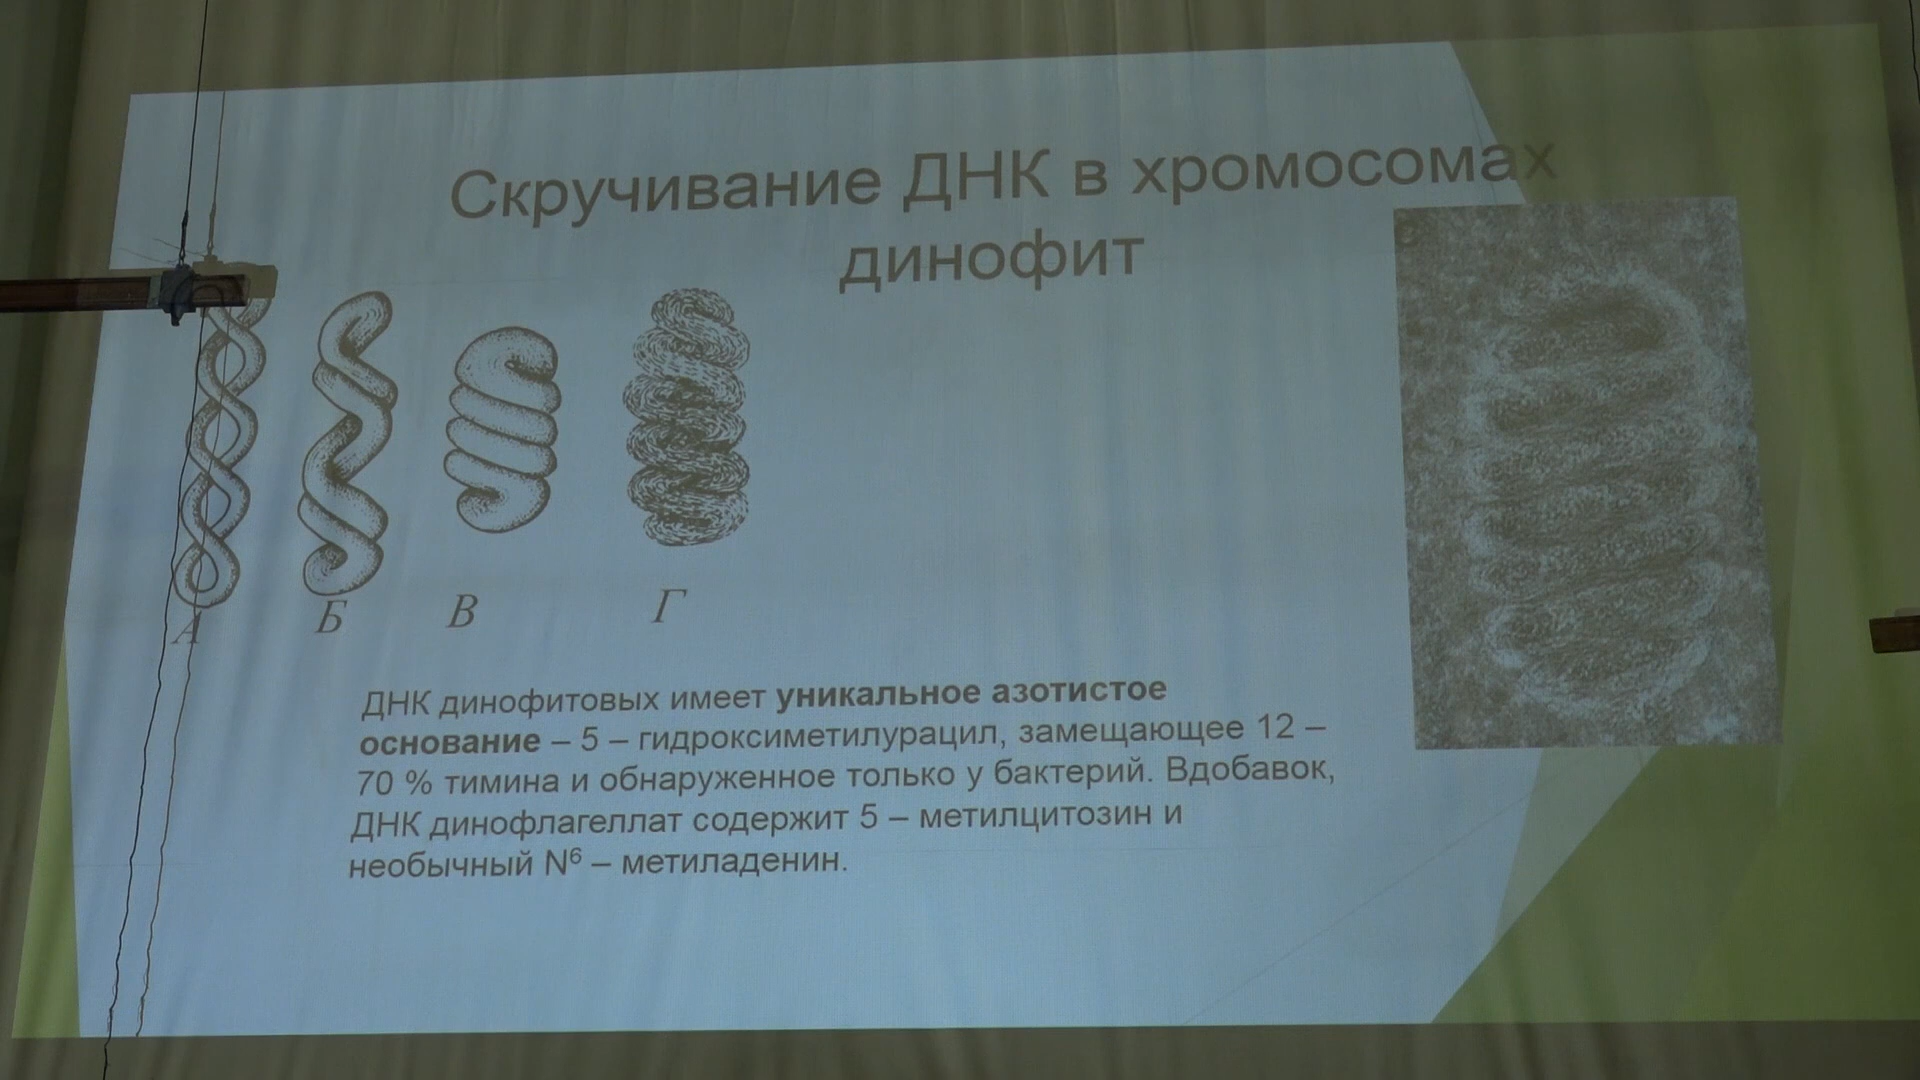 Скручивание ДНК в хромосомах
динофит
А Б В Г
ДНК динофитовых имеет уникальное азотистое
основание – 5 – гидроксиметилурацил, замещающее 12 –
70 % тимина и обнаруженное только у бактерий. Вдобавок,
ДНК динофлагеллат содержит 5 – метилцитозин и
необычный N⁶ – метиладенин.